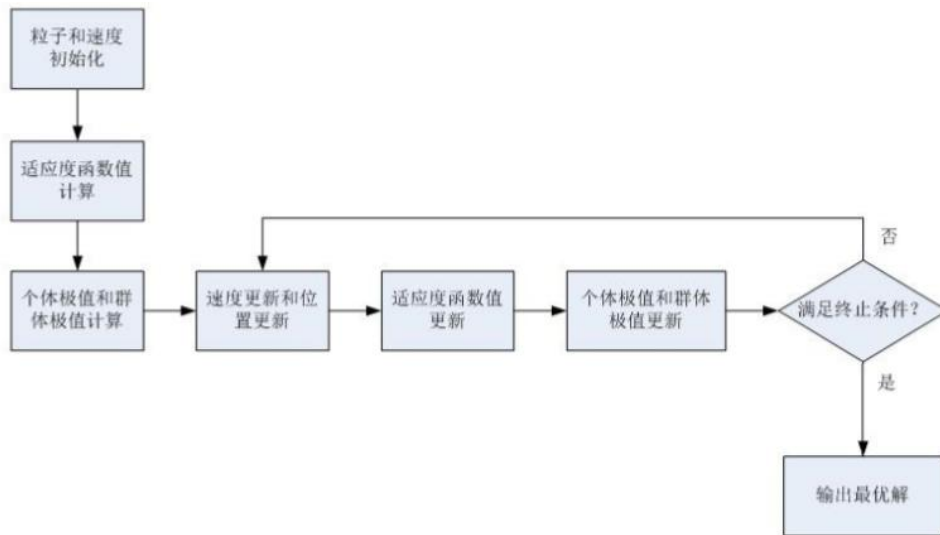 粒子和速度
初始化
适应度函数值
计算
个体极值和群
体极值计算
速度更新和位
置更新
适应度函数值
更新
个体极值和群体
极值更新
满足终止条件？
否
是
输出最优解